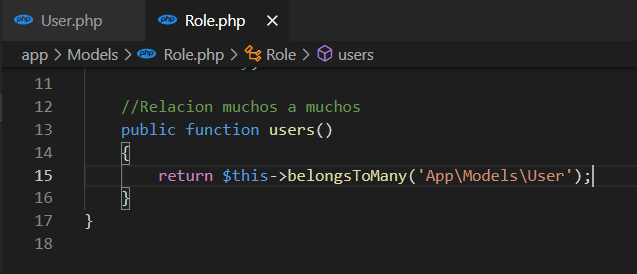 User.php
Role.php
app > Models > Role.php > Role > users
11
12 //Relacion muchos a muchos
13 public function users()
14 {
15 return $this->belongsToMany('App\Models\User');
16 }
17 }
18